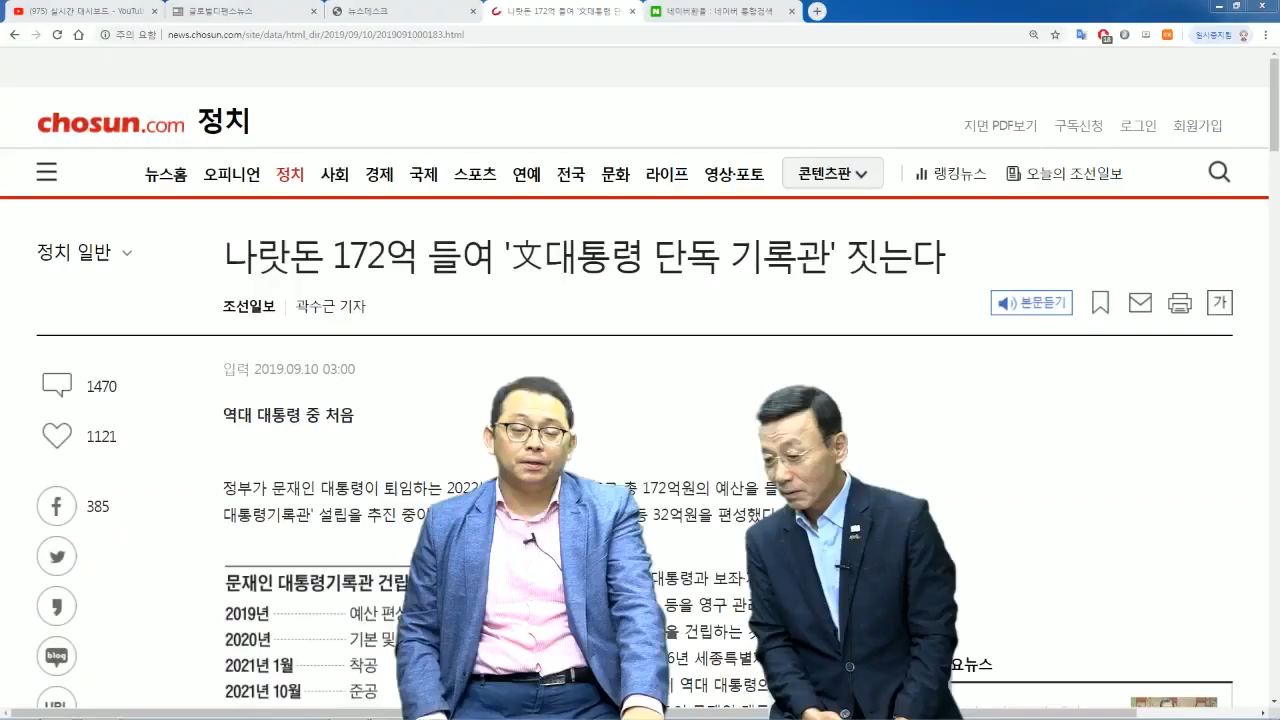 (975) 실시간 대시보드 - YouTu
글로벌디펜스뉴스
뉴스데스크
나랏돈 172억 들여 '文대통령 단
네이버환율 : 네이버 통합검색
주의 요함 | news.chosun.com/site/data/html_dir/2019/09/10/2019091000183.html
chosun.com 정치
지면 PDF보기 구독신청 로그인 회원가입
뉴스홈 오피니언 정치 사회 경제 국제 스포츠 연예 전국 문화 라이프 영상·포토 콘텐츠판 랭킹뉴스 오늘의 조선일보
정치 일반
나랏돈 172억 들여 '文대통령 단독 기록관' 짓는다
조선일보 곽수근 기자
본문듣기
가
입력 2019.09.10 03:00
1470
역대 대통령 중 처음
1121
정부가 문재인 대통령이 퇴임하는 202
총 172억원의 예산을 들
385
대통령기록관' 설립을 추진 중이
32억원을 편성했다
문재인 대통령기록관 건립
2019년 예산 편성
2020년 기본 및
2021년 1월 착공
2021년 10월 준공
대통령과 보좌
등을 영구 관리
을 건립하는
6년 세종특별
역대 대통령의
요뉴스
blog